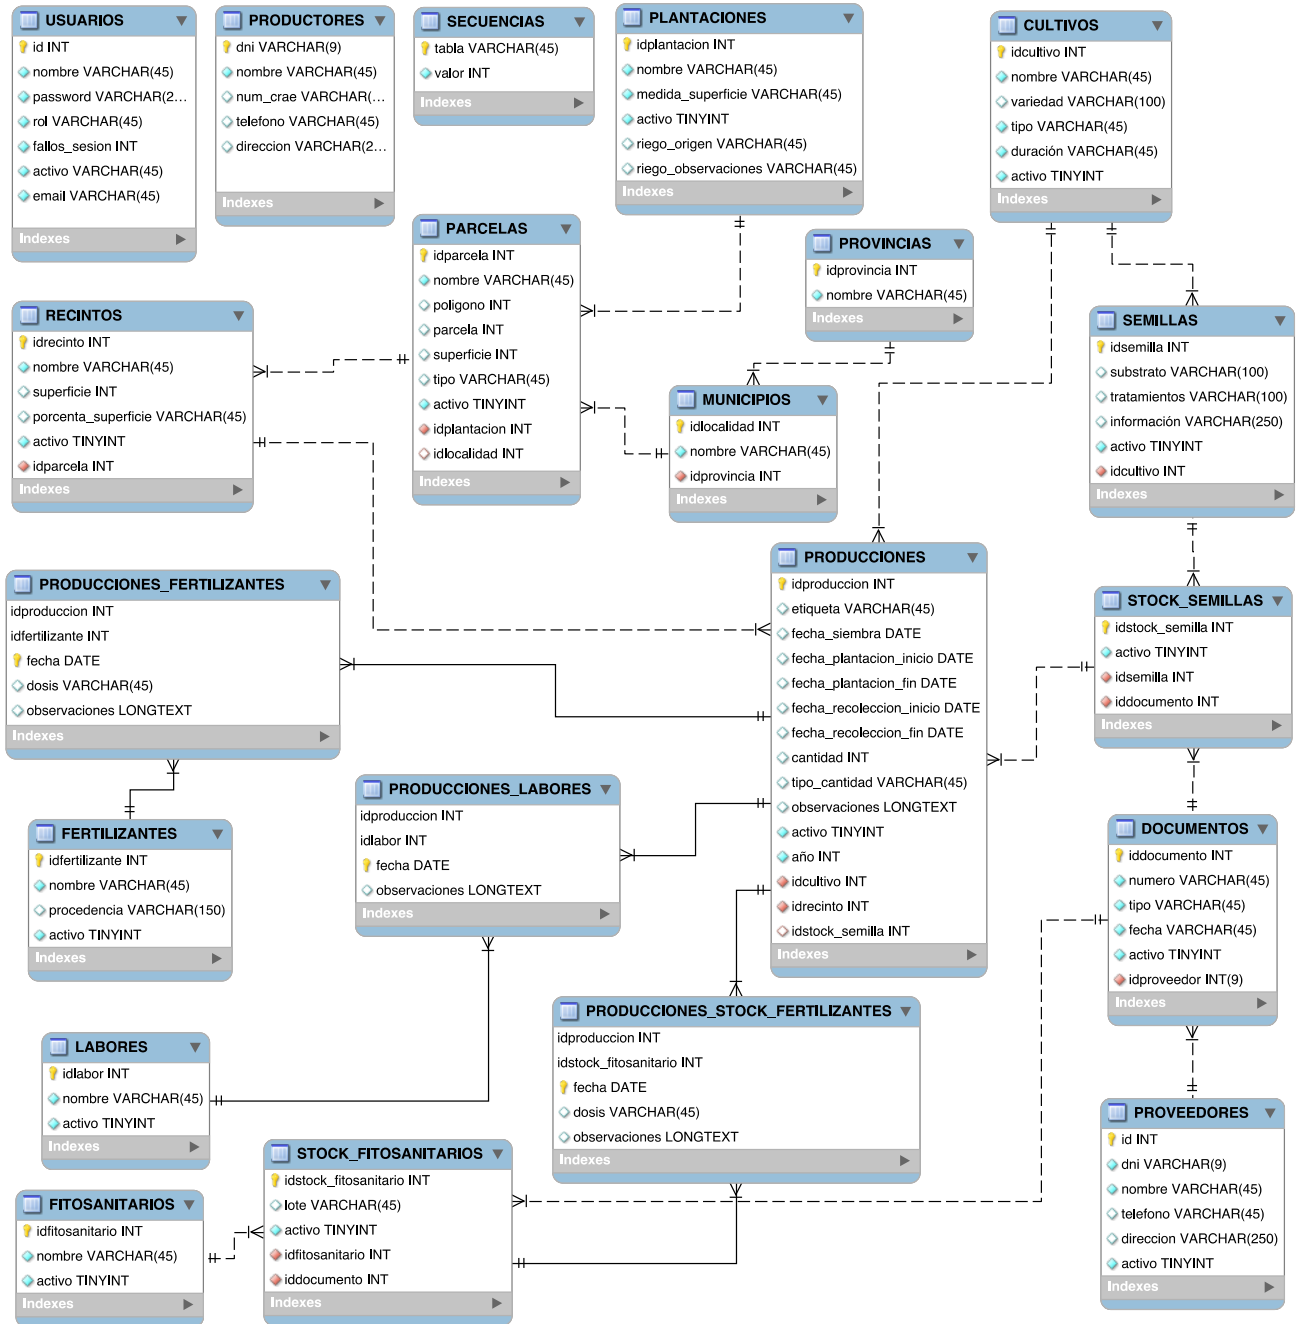 USUARIOS
id INT
nombre VARCHAR(45)
password VARCHAR(2...
rol VARCHAR(45)
fallos_sesion INT
activo VARCHAR(45)
email VARCHAR(45)
Indexes
PRODUCTORES
dni VARCHAR(9)
nombre VARCHAR(45)
num_crae VARCHAR(...
telefono VARCHAR(45)
direccion VARCHAR(2...
Indexes
SECUENCIAS
tabla VARCHAR(45)
valor INT
Indexes
PLANTACIONES
idplantacion INT
nombre VARCHAR(45)
medida_superficie VARCHAR(45)
activo TINYINT
riego_origen VARCHAR(45)
riego_observaciones VARCHAR(45)
Indexes
CULTIVOS
idcultivo INT
nombre VARCHAR(45)
variedad VARCHAR(100)
tipo VARCHAR(45)
duración VARCHAR(45)
activo TINYINT
Indexes
PARCELAS
idparcela INT
nombre VARCHAR(45)
poligono INT
parcela INT
superficie INT
tipo VARCHAR(45)
activo TINYINT
idplantacion INT
idlocalidad INT
Indexes
PROVINCIAS
idprovincia INT
nombre VARCHAR(45)
Indexes
RECINTOS
idrecinto INT
nombre VARCHAR(45)
superficie INT
porcenta_superficie VARCHAR(45)
activo TINYINT
idparcela INT
Indexes
SEMILLAS
idsemilla INT
substrato VARCHAR(100)
tratamientos VARCHAR(100)
información VARCHAR(250)
activo TINYINT
idcultivo INT
Indexes
MUNICIPIOS
idlocalidad INT
nombre VARCHAR(45)
idprovincia INT
Indexes
PRODUCCIONES
idproduccion INT
etiqueta VARCHAR(45)
fecha_siembra DATE
fecha_plantacion_inicio DATE
fecha_plantacion_fin DATE
fecha_recoleccion_inicio DATE
fecha_recoleccion_fin DATE
cantidad INT
tipo_cantidad VARCHAR(45)
observaciones LONGTEXT
activo TINYINT
año INT
idcultivo INT
idrecinto INT
idstock_semilla INT
Indexes
PRODUCCIONES_FERTILIZANTES
idproduccion INT
idfertilizante INT
fecha DATE
dosis VARCHAR(45)
observaciones LONGTEXT
Indexes
STOCK_SEMILLAS
idstock_semilla INT
activo TINYINT
idsemilla INT
iddocumento INT
Indexes
PRODUCCIONES_LABORES
idproduccion INT
idlabor INT
fecha DATE
observaciones LONGTEXT
Indexes
FERTILIZANTES
idfertilizante INT
nombre VARCHAR(45)
procedencia VARCHAR(150)
activo TINYINT
Indexes
DOCUMENTOS
iddocumento INT
numero VARCHAR(45)
tipo VARCHAR(45)
fecha VARCHAR(45)
activo TINYINT
idproveedor INT(9)
Indexes
PRODUCCIONES_STOCK_FERTILIZANTES
idproduccion INT
idstock_fitosanitario INT
fecha DATE
dosis VARCHAR(45)
observaciones LONGTEXT
Indexes
LABORES
idlabor INT
nombre VARCHAR(45)
activo TINYINT
Indexes
PROVEEDORES
id INT
dni VARCHAR(9)
nombre VARCHAR(45)
telefono VARCHAR(45)
direccion VARCHAR(250)
activo TINYINT
Indexes
STOCK_FITOSANITARIOS
idstock_fitosanitario INT
lote VARCHAR(45)
activo TINYINT
idfitosanitario INT
iddocumento INT
Indexes
FITOSANITARIOS
idfitosanitario INT
nombre VARCHAR(45)
activo TINYINT
Indexes